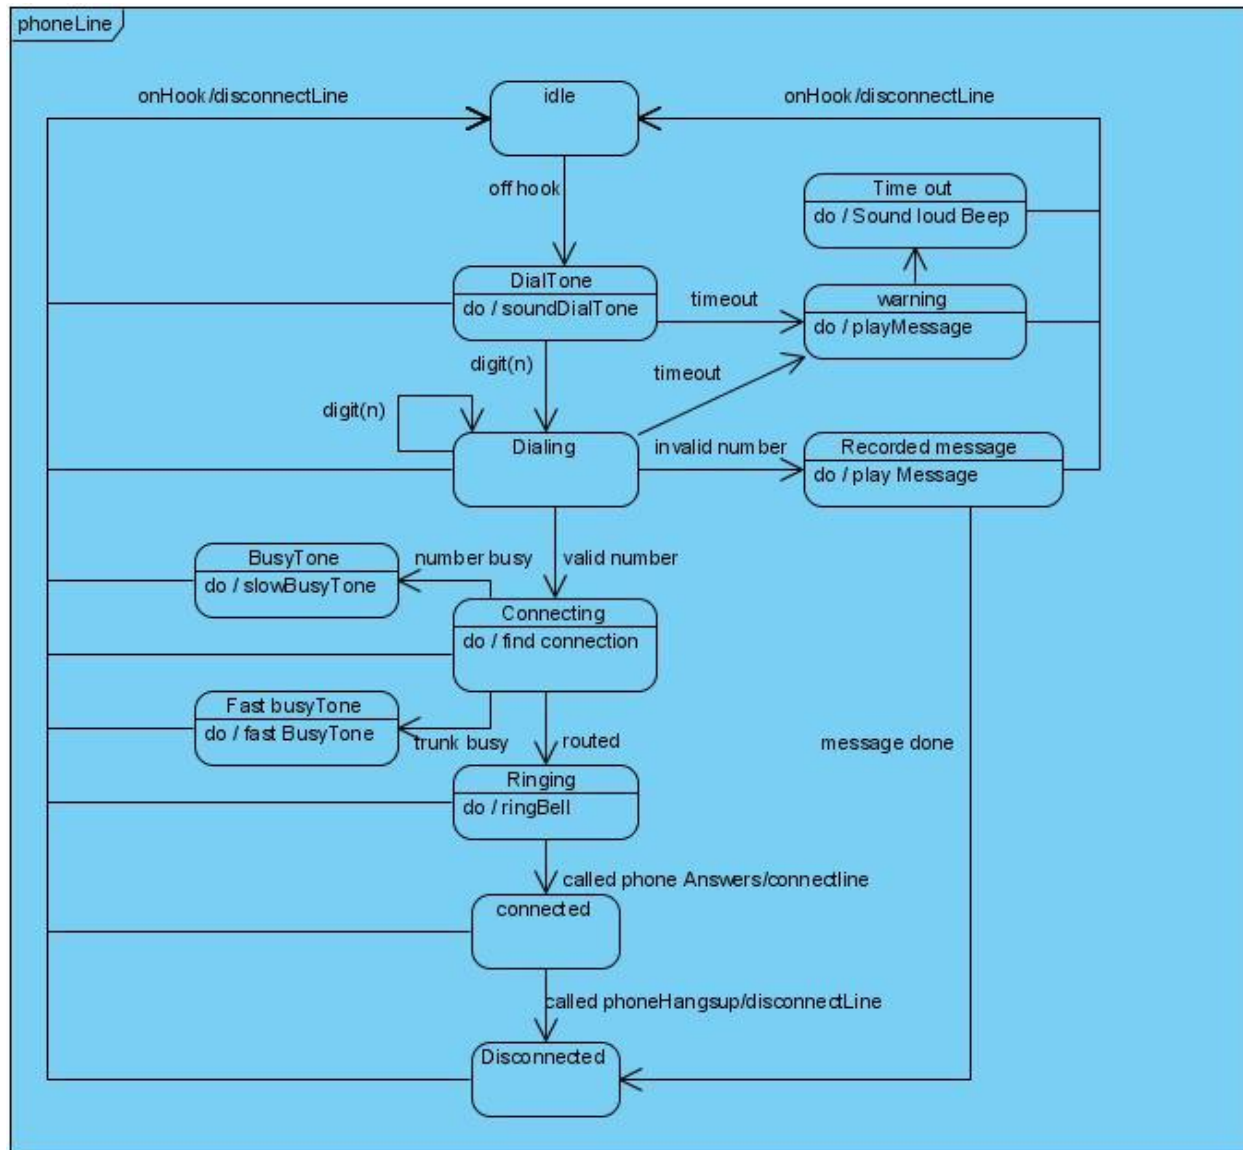 phoneLine
onHook/disconnectLine
idle
onHook/disconnectLine
off hook
Time out
do / Sound loud Beep
DialTone
do / soundDialTone
timeout
warning
do / playMessage
digit(n)
timeout
digit(n)
Dialing
invalid number
Recorded message
do / play Message
BusyTone
do / slowBusyTone
number busy
valid number
Connecting
do / find connection
Fast busyTone
do / fast BusyTone
trunk busy
routed
message done
Ringing
do / ringBell
called phone Answers/connectline
connected
called phoneHangsup/disconnectLine
Disconnected